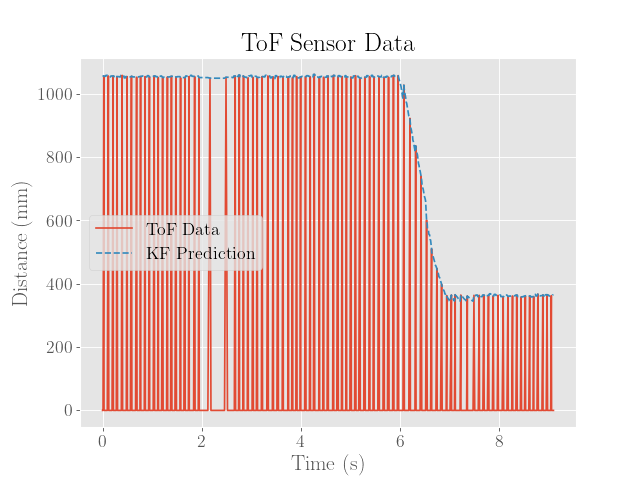 ToF Sensor Data
Distance (mm)
1000
800
600
400
200
0
ToF Data
KF Prediction
0 2 4 6 8
Time (s)